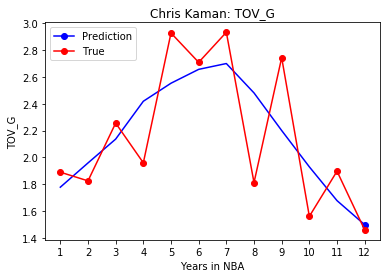 Chris Kaman: TOV_G
Prediction
True
TOV_G
3.0
2.8
2.6
2.4
2.2
2.0
1.8
1.6
1.4
1 2 3 4 5 6 7 8 9 10 11 12
Years in NBA